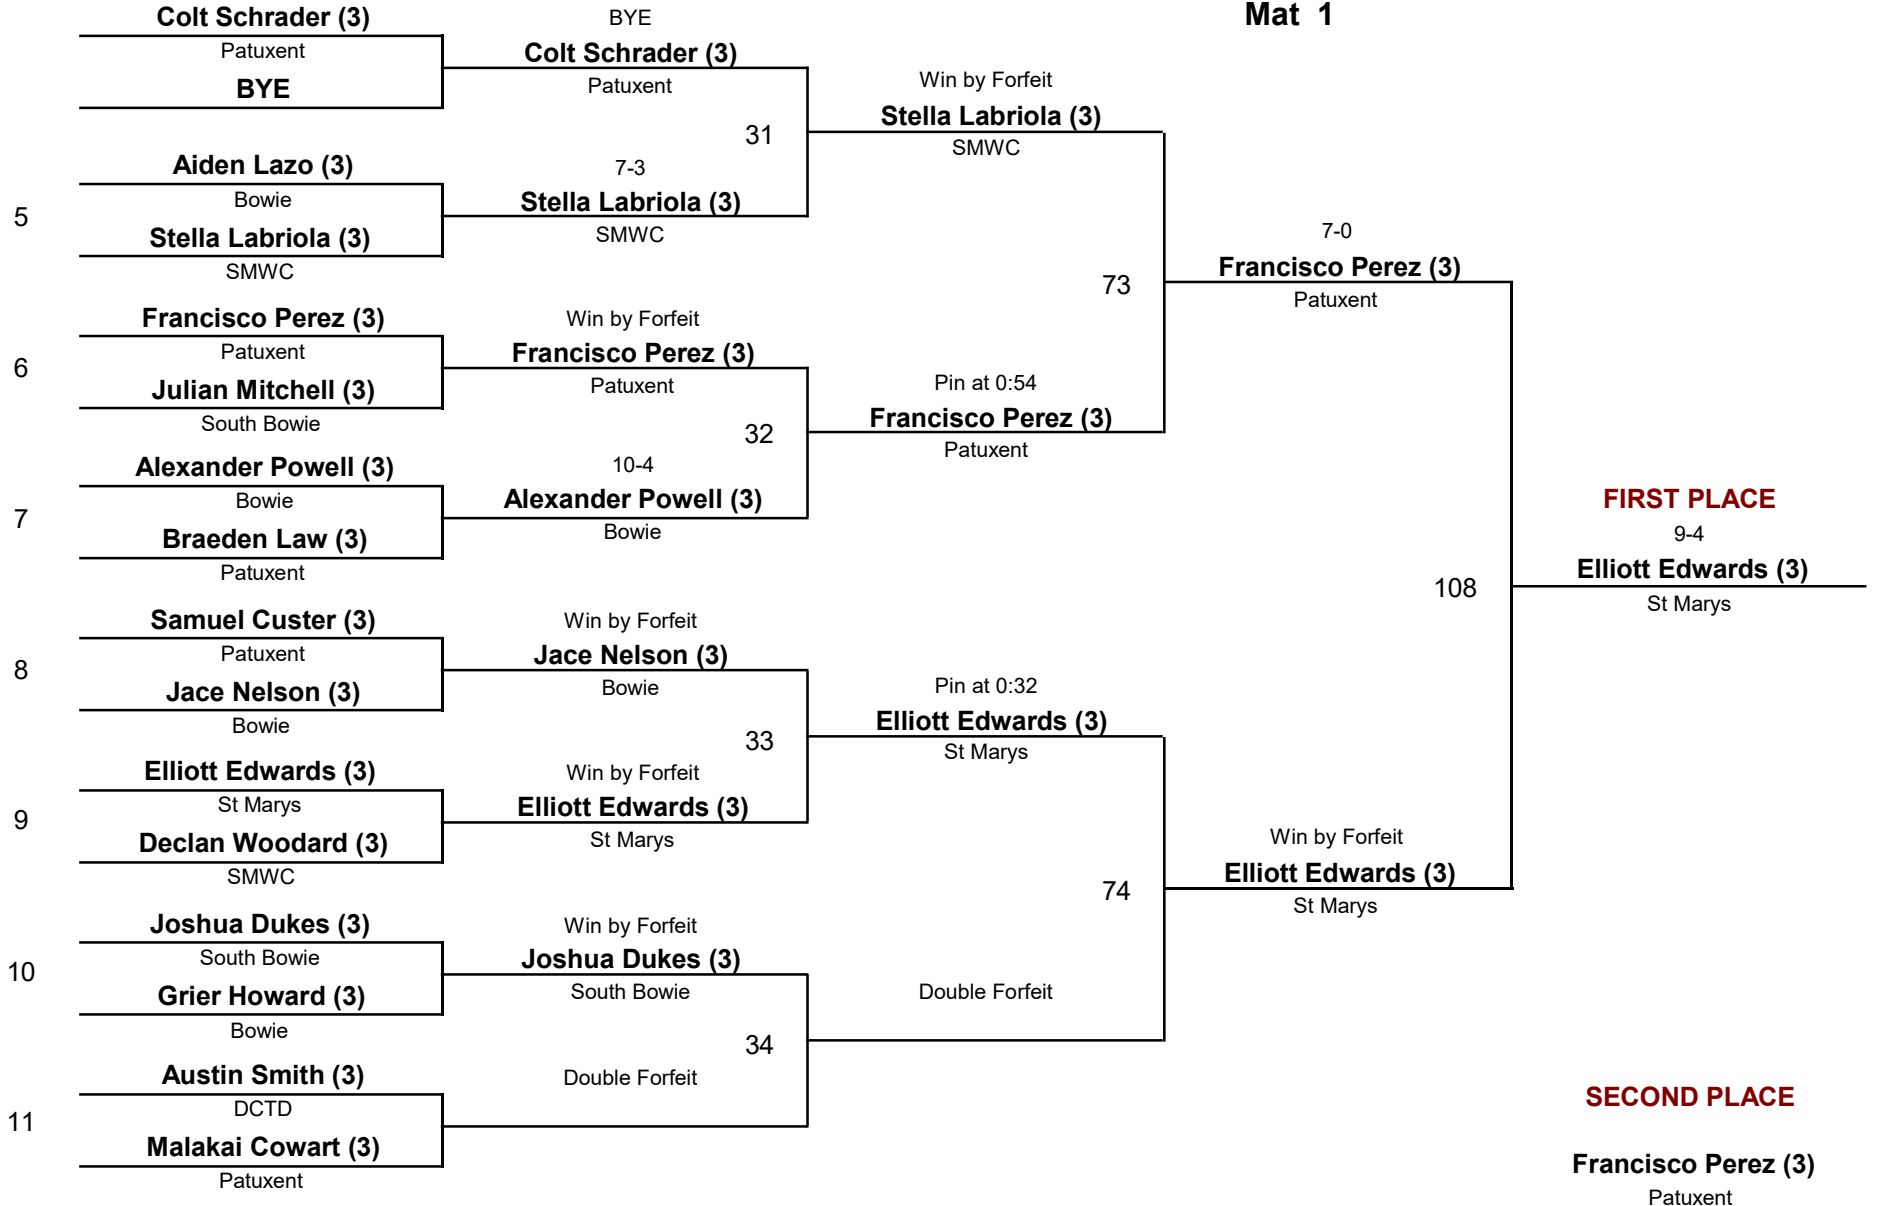 Mat 1
Colt Schrader (3)
Patuxent
BYE
5
Aiden Lazo (3)
Bowie
Stella Labriola (3)
SMWC
6
Francisco Perez (3)
Patuxent
Julian Mitchell (3)
South Bowie
7
Alexander Powell (3)
Bowie
Braeden Law (3)
Patuxent
8
Samuel Custer (3)
Patuxent
Jace Nelson (3)
Bowie
9
Elliott Edwards (3)
St Marys
Declan Woodard (3)
SMWC
10
Joshua Dukes (3)
South Bowie
Grier Howard (3)
Bowie
11
Austin Smith (3)
DCTD
Malakai Cowart (3)
Patuxent
BYE
Colt Schrader (3)
Patuxent
31
7-3
Stella Labriola (3)
SMWC
Win by Forfeit
Francisco Perez (3)
Patuxent
32
10-4
Alexander Powell (3)
Bowie
Win by Forfeit
Jace Nelson (3)
Bowie
33
Win by Forfeit
Elliott Edwards (3)
St Marys
Win by Forfeit
Joshua Dukes (3)
South Bowie
34
Double Forfeit
Win by Forfeit
Stella Labriola (3)
SMWC
73
Pin at 0:54
Francisco Perez (3)
Patuxent
Pin at 0:32
Elliott Edwards (3)
St Marys
74
Double Forfeit
7-0
Francisco Perez (3)
Patuxent
108
Win by Forfeit
Elliott Edwards (3)
St Marys
FIRST PLACE
9-4
Elliott Edwards (3)
St Marys
SECOND PLACE
Francisco Perez (3)
Patuxent